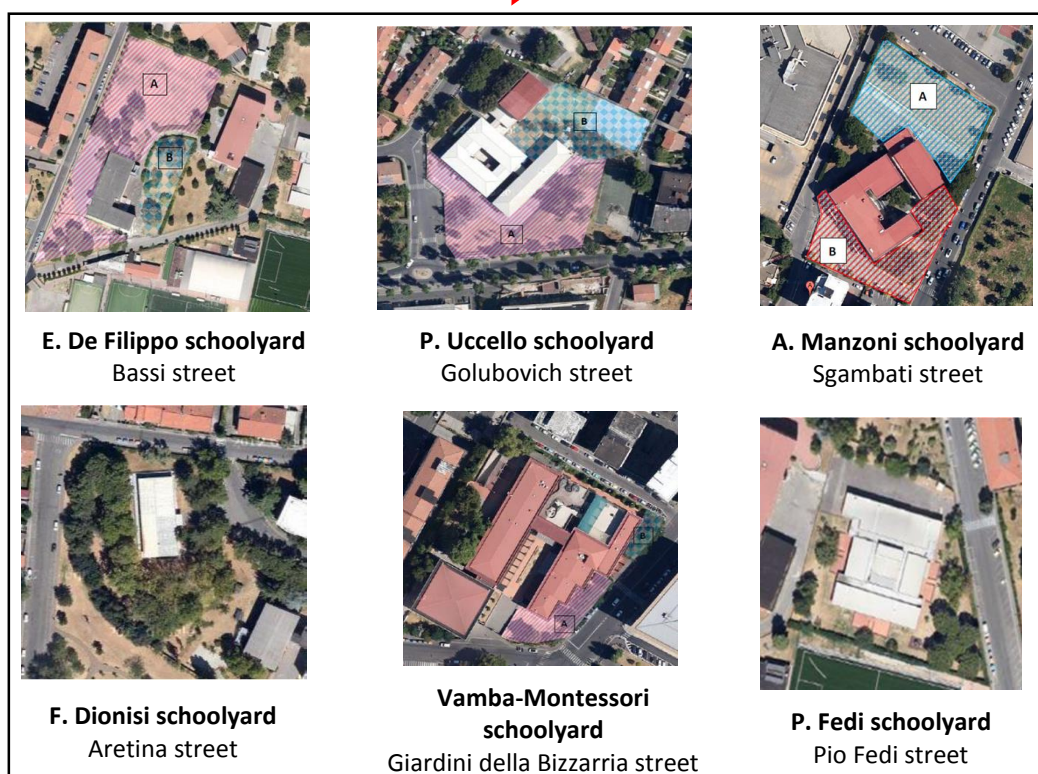 A
B
E. De Filippo schoolyard
Bassi street
B
A
P. Uccello schoolyard
Golubovich street
A
B
A. Manzoni schoolyard
Sgambati street
F. Dionisi schoolyard
Aretina street
B
A
Vamba-Montessori
schoolyard
Giardini della Bizzarria street
P. Fedi schoolyard
Pio Fedi street